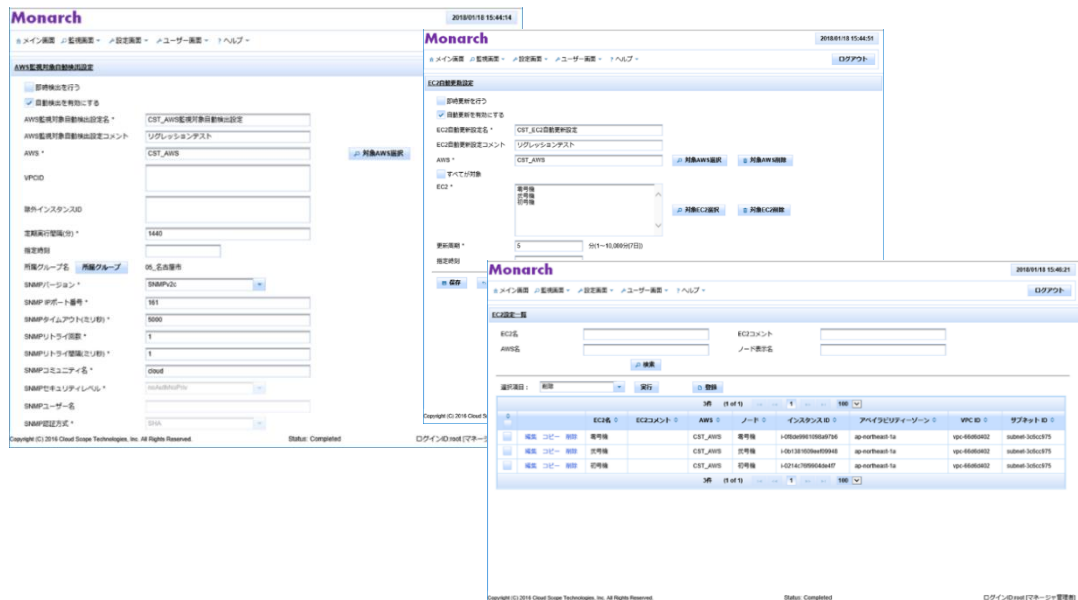 Monarch
2018/01/18 15:44:14
メイン画面 監視画面 設定画面 ユーザー画面 ヘルプ
AWS監視対象自動検出設定
即時検出を行う
自動検出を有効にする
AWS監視対象自動検出設定名 * CST_AWS監視対象自動検出設定
AWS監視対象自動検出設定コメント リグレッションテスト
AWS * CST_AWS 対象AWS選択
VPCID
除外インスタンスID
定期実行間隔(分) * 1440
指定時刻
所属グループ名 所属グループ 05_名古屋市
SNMPバージョン * SNMPv2c
SNMP IPポート番号 * 161
SNMPタイムアウト(ミリ秒) * 5000
SNMPリトライ回数 * 1
SNMPリトライ間隔(ミリ秒) * 1
SNMPコミュニティ名 * cloud
SNMPセキュリティレベル *
SNMPユーザー名
SNMP認証方式 * SHA
Copyright (C) 2016 Cloud Scope Technologies, Inc. All Rights Reserved. Status: Completed
Monarch
2018/01/18 15:44:51
メイン画面 監視画面 設定画面 ユーザー画面 ヘルプ ログアウト
EC2自動更新設定
即時更新を行う
自動更新を有効にする
EC2自動更新設定名 * CST_EC2自動更新設定
EC2自動更新設定コメント リグレッションテスト
AWS * CST_AWS 対象AWS選択 対象AWS削除
すべてが対象
EC2 * 零号機
弐号機
初号機
対象EC2選択 対象EC2削除
更新周期 * 5 分(1～10,000分(7日))
指定時刻
保存
Copyright (C) 2016 Cloud
Monarch
2018/01/18 15:46:21
メイン画面 監視画面 設定画面 ユーザー画面 ヘルプ ログアウト
EC2設定一覧
EC2名 EC2コメント
AWS名 ノード表示名
検索
選択項目： 削除 実行 登録
3件 (1 of 1) 1 100
EC2名 EC2コメント AWS ノード インスタンスID アベイラビリティーゾーン VPC ID サブネット ID
編集 コピー 削除 零号機 CST_AWS 零号機 ap-northeast-1a vpc-66d6d402 subnet-3c6cc975
編集 コピー 削除 弐号機 CST_AWS 弐号機 ap-northeast-1a vpc-66d6d402 subnet-3c6cc975
編集 コピー 削除 初号機 CST_AWS 初号機 ap-northeast-1a vpc-66d6d402 subnet-3c6cc975
3件 (1 of 1) 1 100
Copyright (C) 2016 Cloud Scope Technologies, Inc. All Rights Reserved. Status: Completed ログインID:root [マネージャ管理者]